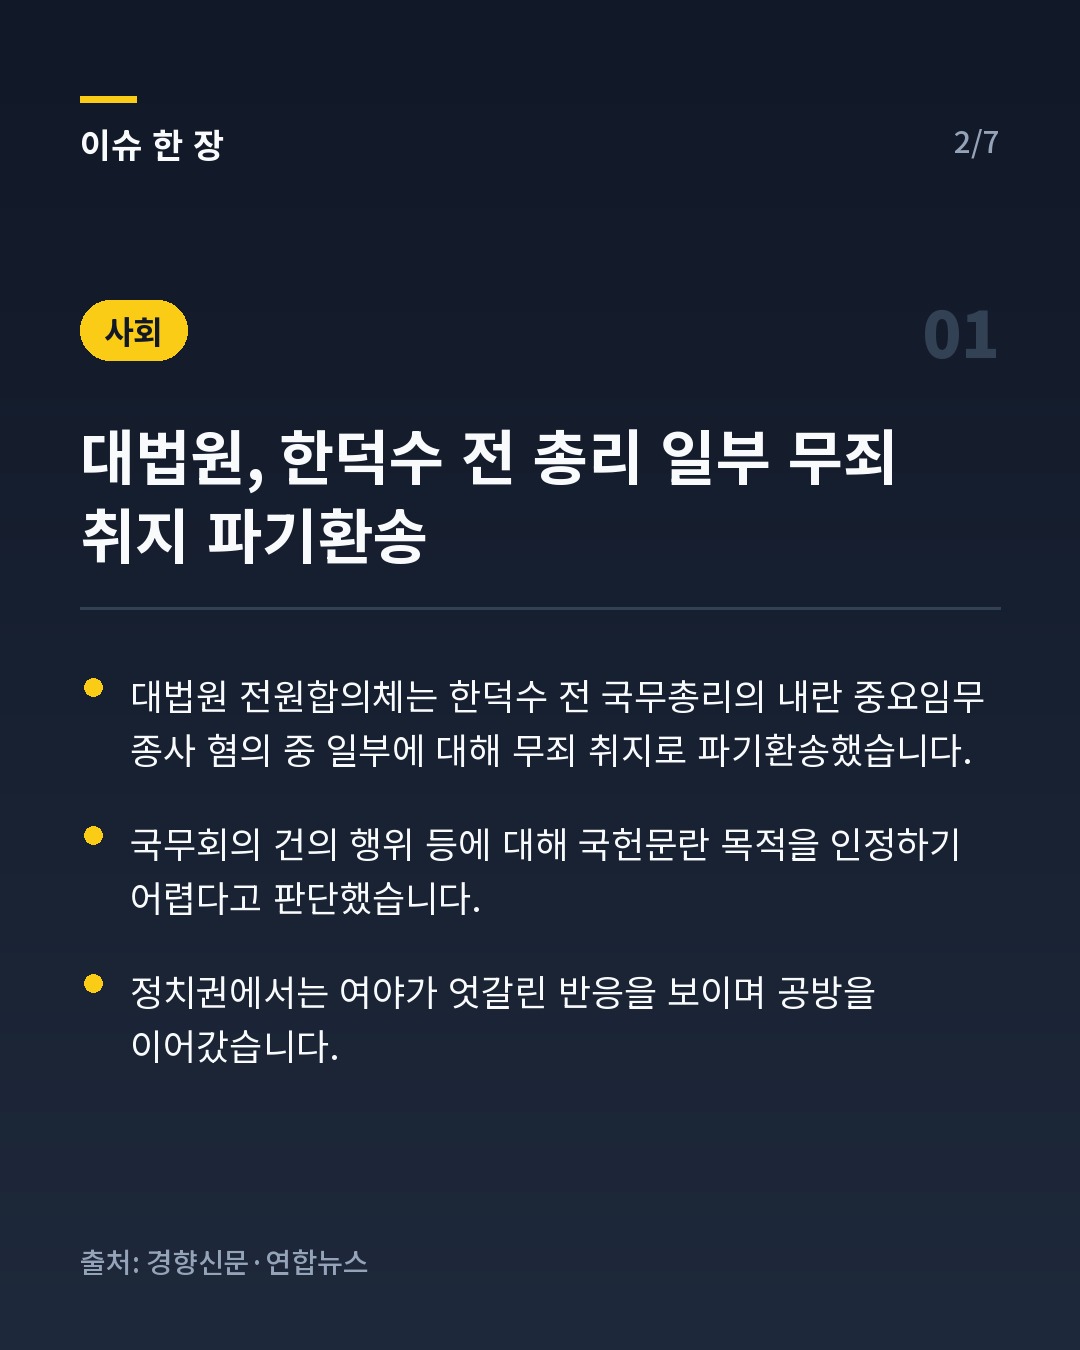 이슈 한 장
2/7
사회
01
대법원, 한덕수 전 총리 일부 무죄
취지 파기환송
대법원 전원합의체는 한덕수 전 국무총리의 내란 중요임무
종사 혐의 중 일부에 대해 무죄 취지로 파기환송했습니다.
국무회의 건의 행위 등에 대해 국헌문란 목적을 인정하기
어렵다고 판단했습니다.
정치권에서는 여야가 엇갈린 반응을 보이며 공방을
이어갔습니다.
출처: 경향신문·연합뉴스